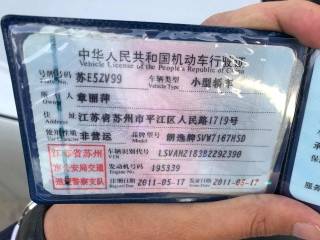 中华人民共和国机动车行驶证
Vehicle License of the People's Republic of China
号牌号码 苏E5ZV99 车辆类型 小型轿车
Vehicle Type
所有人 章丽萍
住址 江苏省苏州市平江区人民路1719号
使用性质 非营运 品牌型号 朗逸牌SVW7167HSD
江苏省苏州 车辆识别代号 LSVAH2183B2292390
VIN
市公安局交通 发动机号码 195339
Engine No.
巡逻警察支队 注册日期 2011-05-17 发证日期 2011-05-17